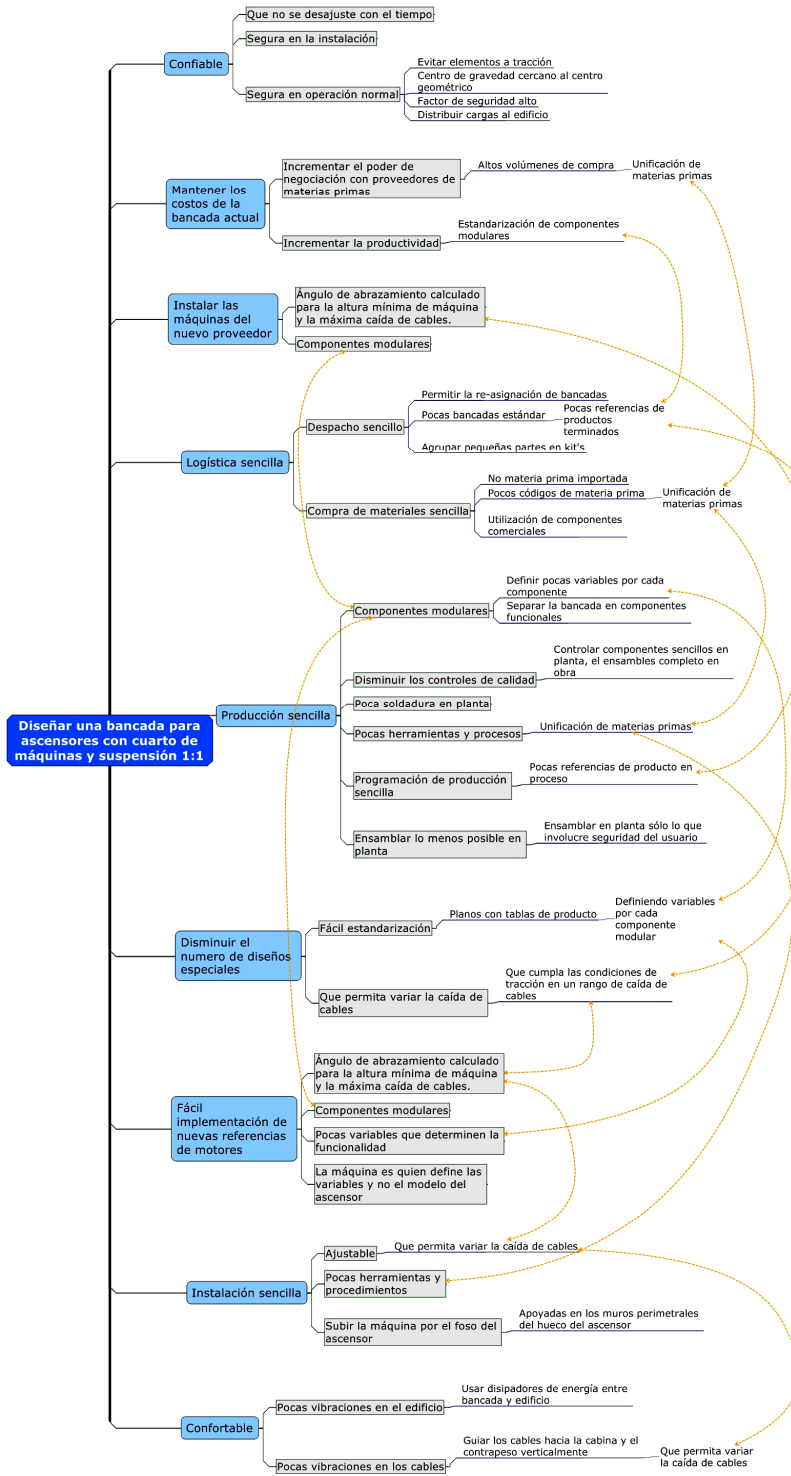 Que no se desajuste con el tiempo
Segura en la instalación
Confiable
Segura en operación normal
Evitar elementos a tracción
Centro de gravedad cercano al centro
geométrico
Factor de seguridad alto
Distribuir cargas al edificio
Mantener los
costos de la
bancada actual
Incrementar el poder de
negociación con proveedores de
materias primas
Altos volúmenes de compra
Unificación de
materias primas
Incrementar la productividad
Estandarización de componentes
modulares
Instalar las
máquinas del
nuevo proveedor
Ángulo de abrazamiento calculado
para la altura mínima de máquina
y la máxima caída de cables.
Componentes modulares
Logística sencilla
Despacho sencillo
Permitir la re-asignación de bancadas
Pocas bancadas estándar
Pocas referencias de
productos
terminados
Agrupar pequeñas partes en kit's
Compra de materiales sencilla
No materia prima importada
Pocos códigos de materia prima
Unificación de
materias primas
Utilización de componentes
comerciales
Diseñar una bancada para
ascensores con cuarto de
máquinas y suspensión 1:1
Producción sencilla
Componentes modulares
Definir pocas variables por cada
componente
Separar la bancada en componentes
funcionales
Disminuir los controles de calidad
Controlar componentes sencillos en
planta, el ensambles completo en
obra
Poca soldadura en planta
Pocas herramientas y procesos
Unificación de materias primas
Programación de producción
sencilla
Pocas referencias de producto en
proceso
Ensamblar lo menos posible en
planta
Ensamblar en planta sólo lo que
involucre seguridad del usuario
Disminuir el
numero de diseños
especiales
Fácil estandarización
Planos con tablas de producto
Definiendo variables
por cada
componente
modular
Que permita variar la caída de
cables
Que cumpla las condiciones de
tracción en un rango de caída de
cables
Fácil
implementación de
nuevas referencias
de motores
Ángulo de abrazamiento calculado
para la altura mínima de máquina
y la máxima caída de cables.
Componentes modulares
Pocas variables que determinen la
funcionalidad
La máquina es quien define las
variables y no el modelo del
ascensor
Instalación sencilla
Ajustable
Que permita variar la caída de cables
Pocas herramientas y
procedimientos
Subir la máquina por el foso del
ascensor
Apoyadas en los muros perimetrales
del hueco del ascensor
Confortable
Pocas vibraciones en el edificio
Usar disipadores de energía entre
bancada y edificio
Pocas vibraciones en los cables
Guiar los cables hacia la cabina y el
contrapeso verticalmente
Que permita variar
la caída de cables